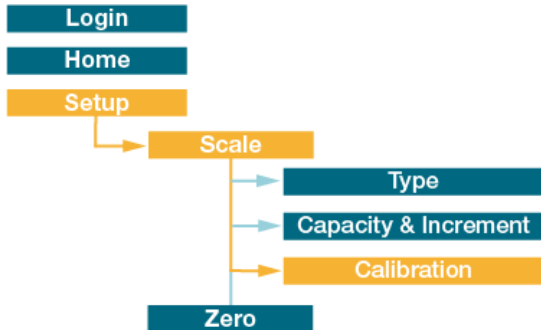 Login
Home
Setup
Scale
Type
Capacity & Increment
Calibration
Zero